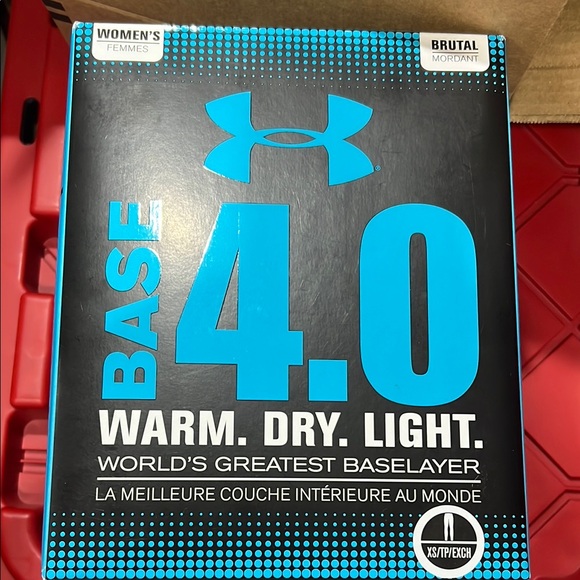 WOMEN'S
FEMMES
BRUTAL
MORDANT
BASE
4.0
WARM. DRY. LIGHT.
WORLD'S GREATEST BASELAYER
LA MEILLEURE COUCHE INTÉRIEURE AU MONDE
XS/TP/EXCH